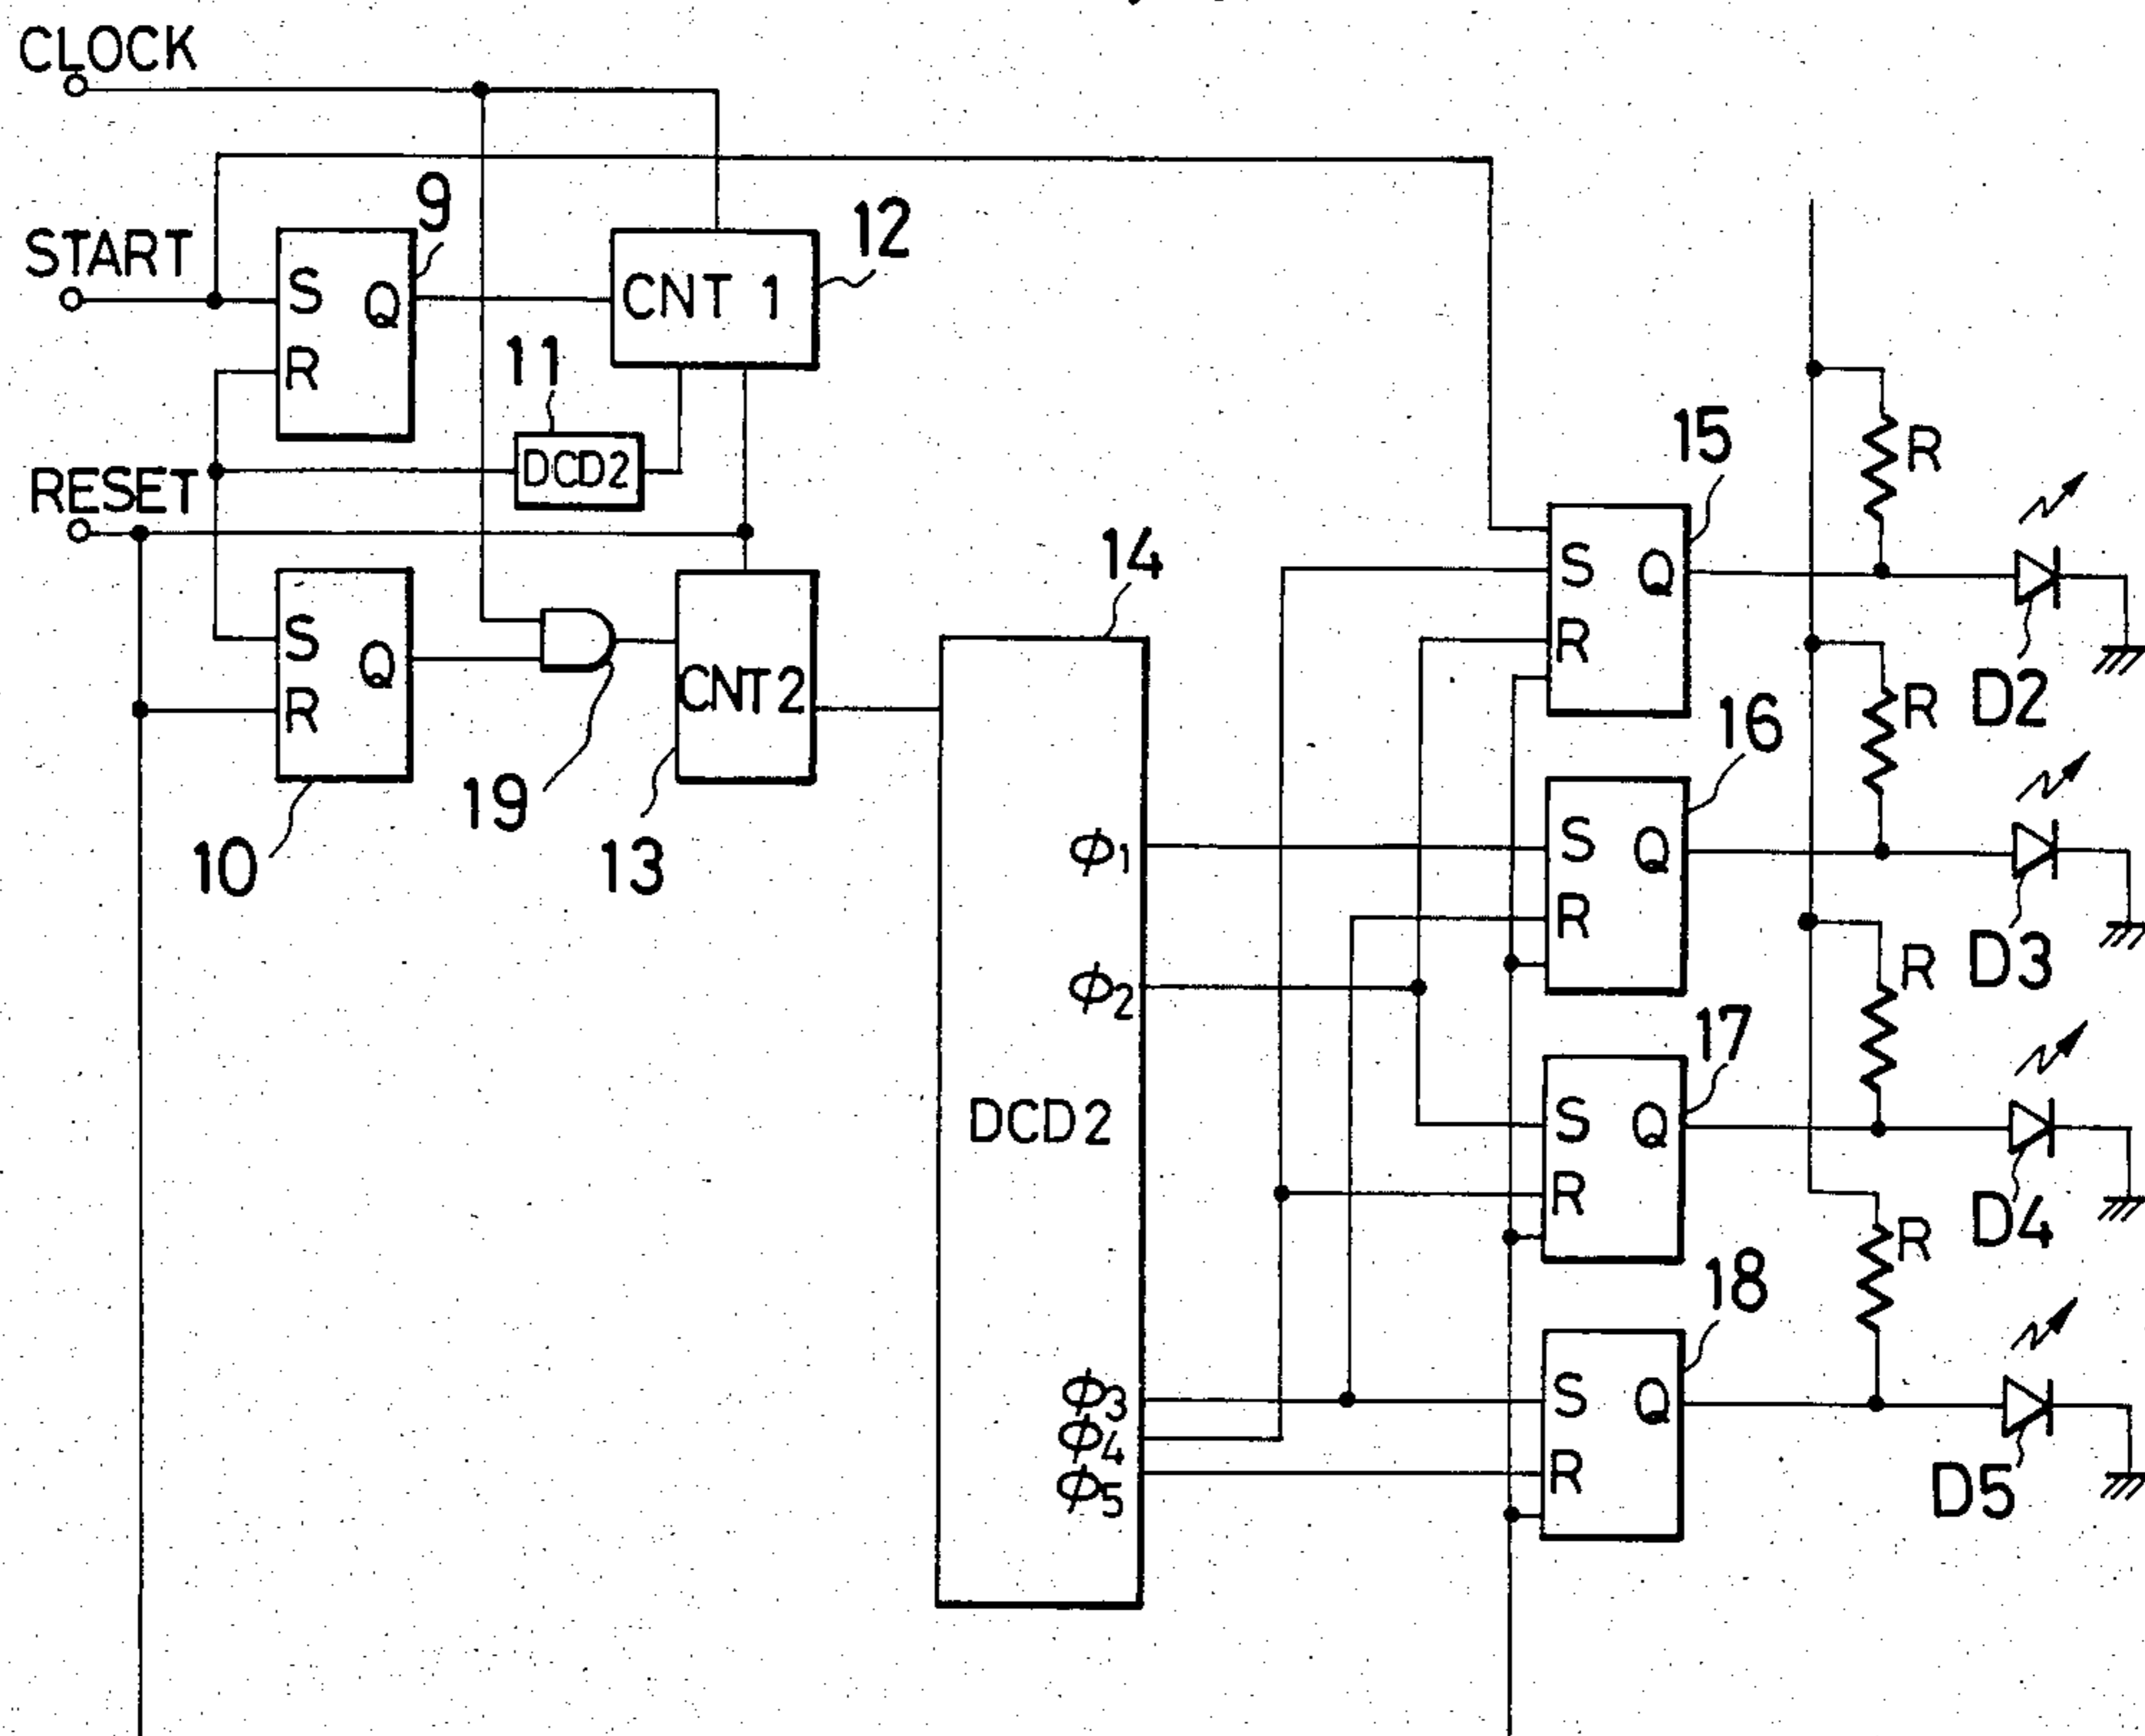 CLOCK
START
S
Q
R
9
CNT 1
12
11
DCD2
RESET
S
Q
R
10
19
CNT2
13
14
DCD2
ϕ1
ϕ2
ϕ3
ϕ4
ϕ5
15
S
Q
R
R
D2
16
S
Q
R
R
D3
17
S
Q
R
R
D4
18
S
Q
R
R
D5